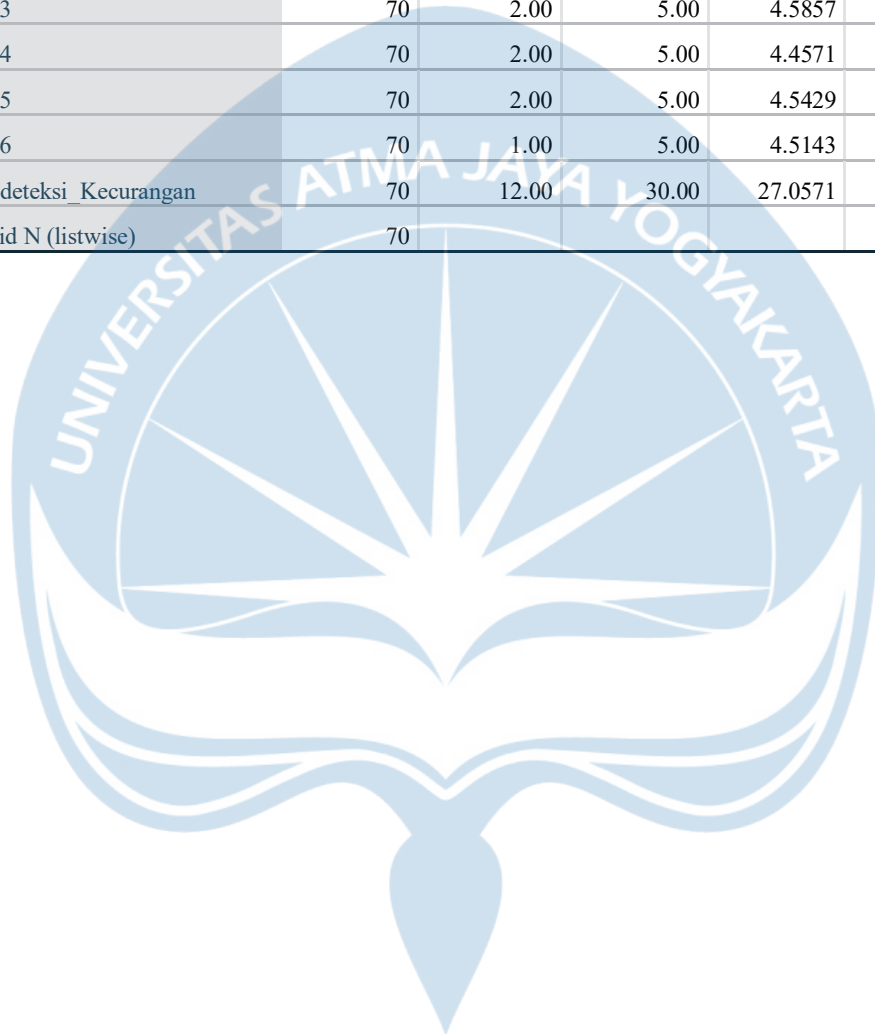 3 70 2.00 5.00 4.5857
4 70 2.00 5.00 4.4571
5 70 2.00 5.00 4.5429
6 70 1.00 5.00 4.5143
deteksi_Kecurangan 70 12.00 30.00 27.0571
id N (listwise) 70
UNIVERSITAS ATMA JAYA YOGYAKARTA